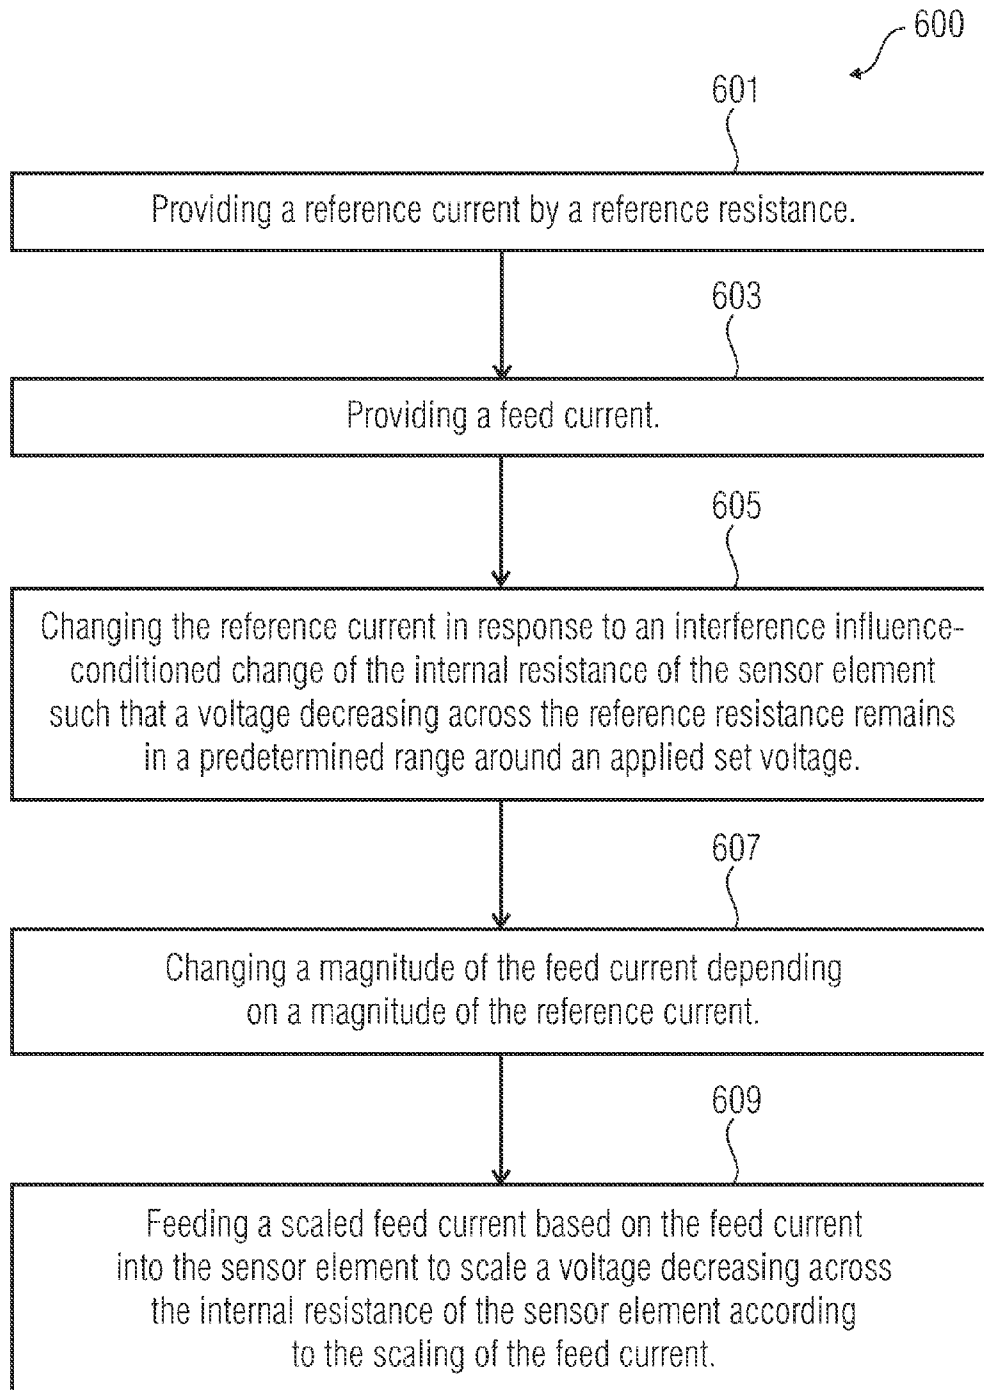 600
601
Providing a reference current by a reference resistance.
603
Providing a feed current.
605
Changing the reference current in response to an interference influence-
conditioned change of the internal resistance of the sensor element
such that a voltage decreasing across the reference resistance remains
in a predetermined range around an applied set voltage.
607
Changing a magnitude of the feed current depending
on a magnitude of the reference current.
609
Feeding a scaled feed current based on the feed current
into the sensor element to scale a voltage decreasing across
the internal resistance of the sensor element according
to the scaling of the feed current.